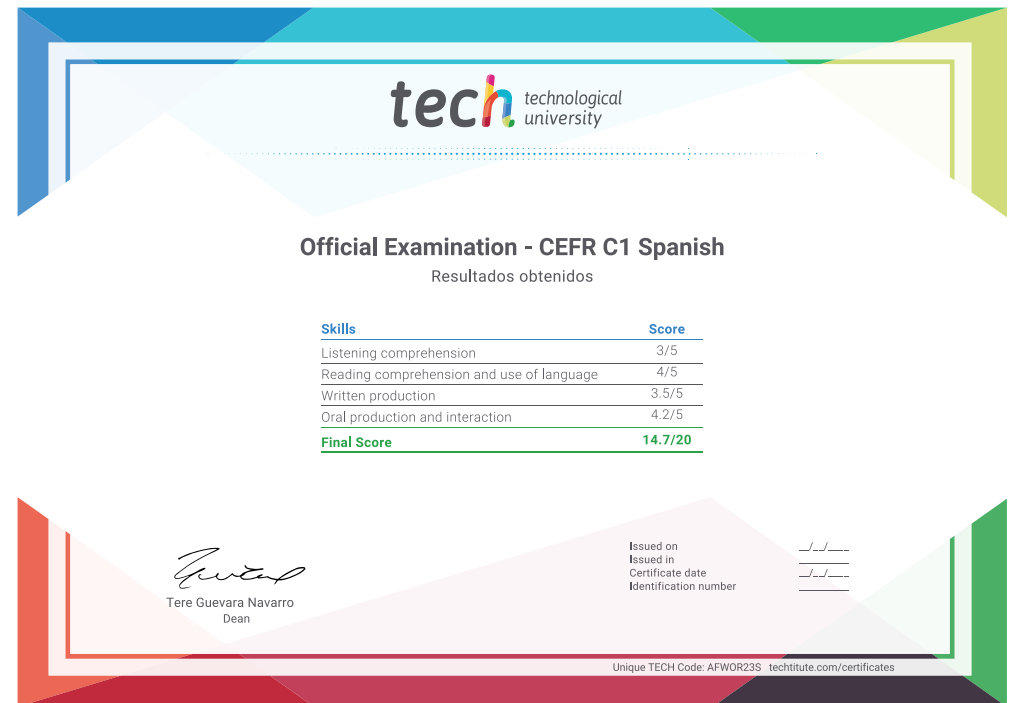 tech technological
university
Official Examination - CEFR C1 Spanish
Resultados obtenidos
Skills Score
Listening comprehension 3/5
Reading comprehension and use of language 4/5
Written production 3.5/5
Oral production and interaction 4.2/5
Final Score 14.7/20
Tere Guevara Navarro
Dean
Issued on __/__/____
Issued in ________
Certificate date __/__/____
Identification number ________
Unique TECH Code: AFWOR23S techtitute.com/certificates